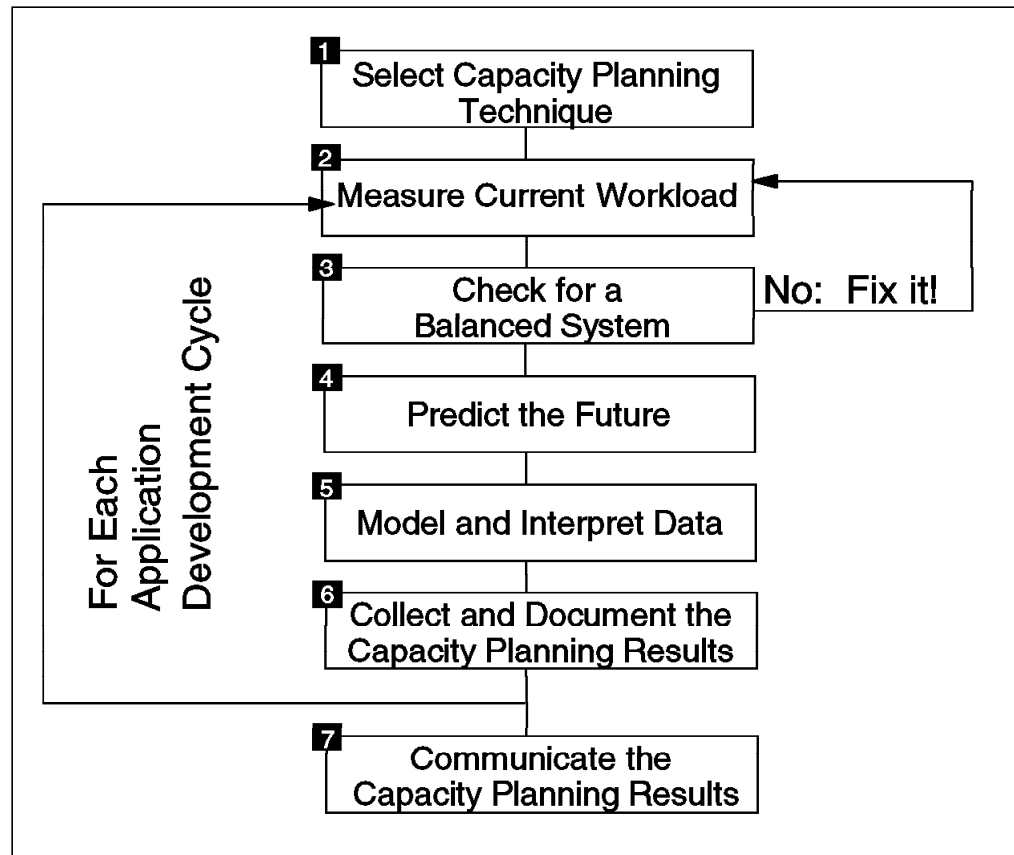 1
Select Capacity Planning
Technique
2
Measure Current Workload
3
Check for a
Balanced System
No: Fix it!
4
Predict the Future
5
Model and Interpret Data
6
Collect and Document the
Capacity Planning Results
7
Communicate the
Capacity Planning Results
For Each
Application
Development Cycle